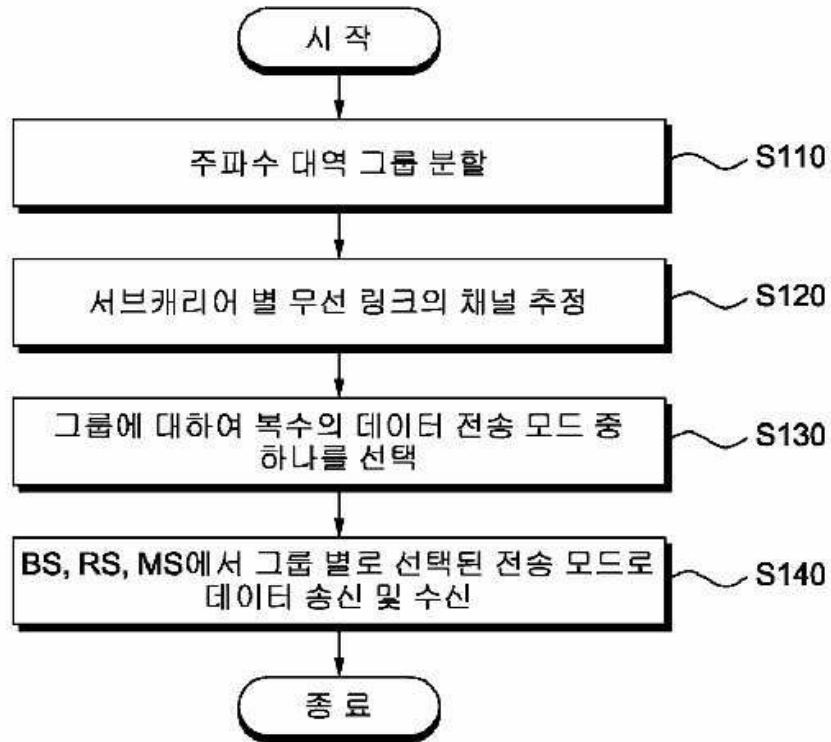 시 작
주파수 대역 그룹 분할
S110
서브캐리어 별 무선 링크의 채널 추정
S120
그룹에 대하여 복수의 데이터 전송 모드 중
하나를 선택
S130
BS, RS, MS에서 그룹 별로 선택된 전송 모드로
데이터 송신 및 수신
S140
종 료